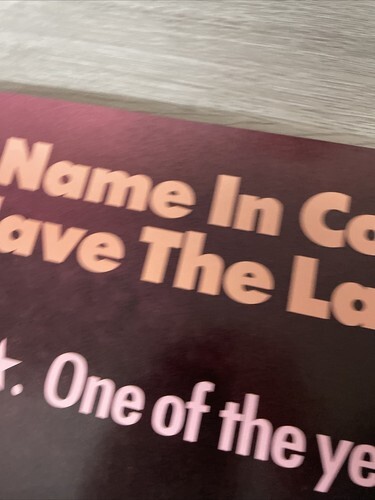 Name In Co
ave The La
★. One of the ye